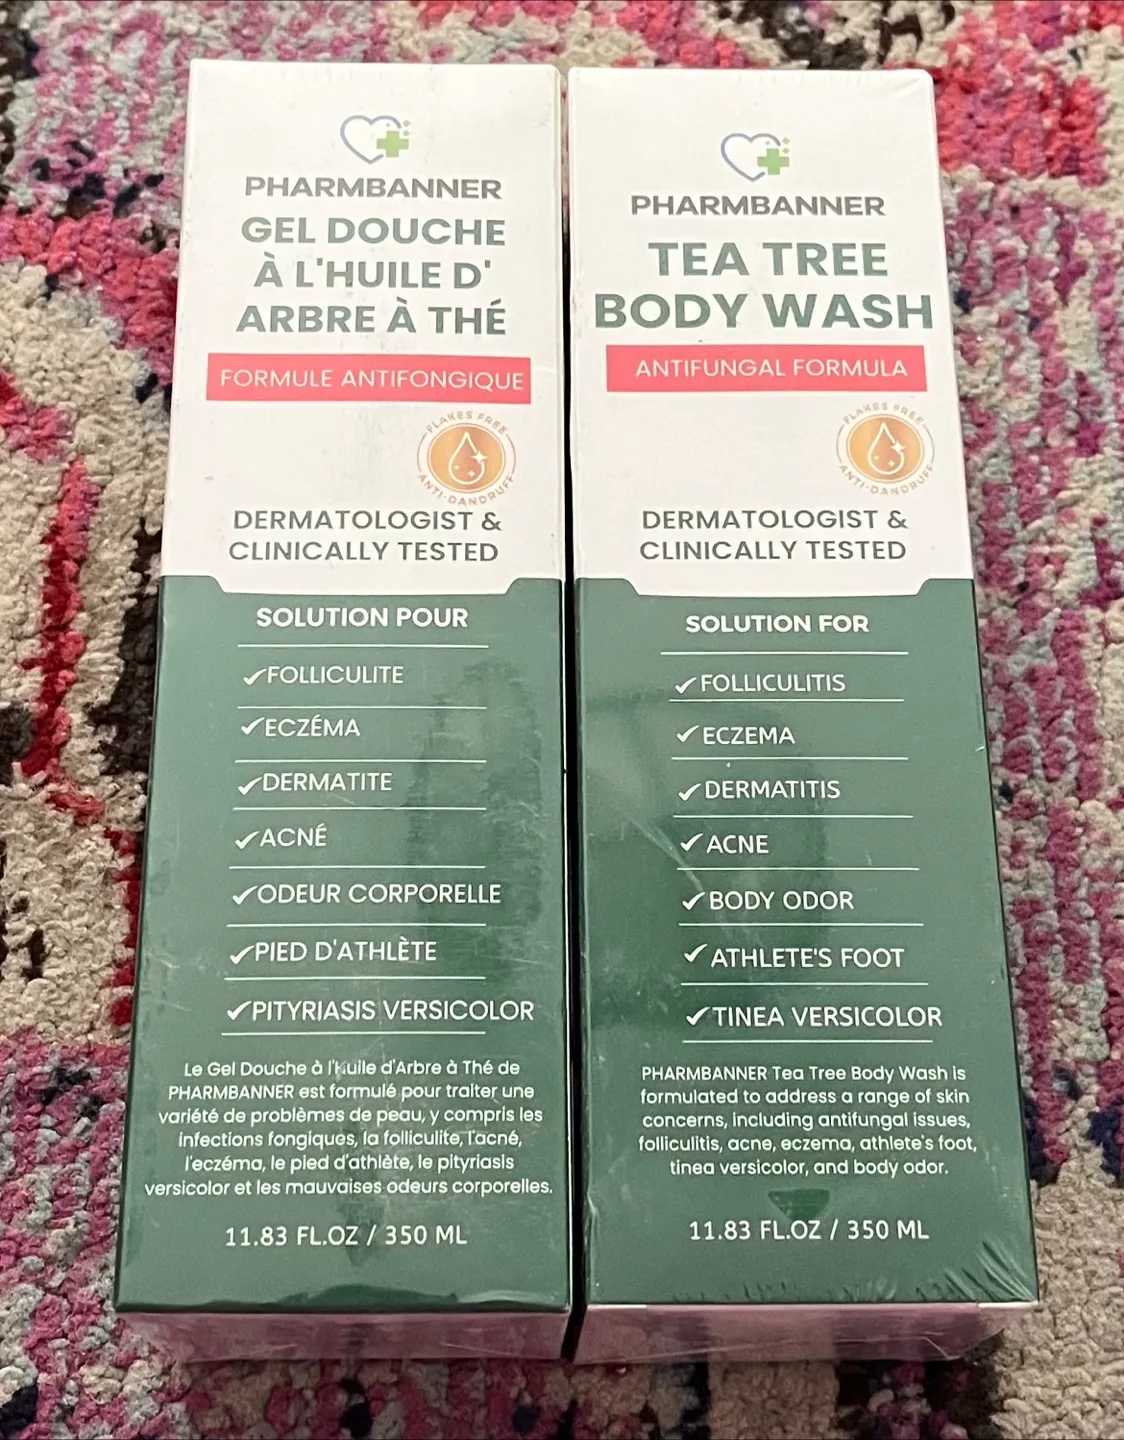 PHARMBANNER
GEL DOUCHE
À L'HUILE D'
ARBRE À THÉ
FORMULE ANTIFONGIQUE
FLAKES FREE
ANTI-DANDRUFF
DERMATOLOGIST &
CLINICALLY TESTED
SOLUTION POUR
✓FOLLICULITE
✓ECZÉMA
✓DERMATITE
✓ACNÉ
✓ODEUR CORPORELLE
✓PIED D'ATHLÈTE
✓PITYRIASIS VERSICOLOR
Le Gel Douche à l'Huile d'Arbre à Thé de
PHARMBANNER est formulé pour traiter une
variété de problèmes de peau, y compris les
infections fongiques, la folliculite, l'acné,
l'eczéma, le pied d'athlète, le pityriasis
versicolor et les mauvaises odeurs corporelles.
11.83 FL.OZ / 350 ML
PHARMBANNER
TEA TREE
BODY WASH
ANTIFUNGAL FORMULA
FLAKES FREE
ANTI-DANDRUFF
DERMATOLOGIST &
CLINICALLY TESTED
SOLUTION FOR
✓FOLLICULITIS
✓ECZEMA
✓DERMATITIS
✓ACNE
✓BODY ODOR
✓ATHLETE'S FOOT
✓TINEA VERSICOLOR
PHARMBANNER Tea Tree Body Wash is
formulated to address a range of skin
concerns, including antifungal issues,
folliculitis, acne, eczema, athlete's foot,
tinea versicolor, and body odor.
11.83 FL.OZ / 350 ML